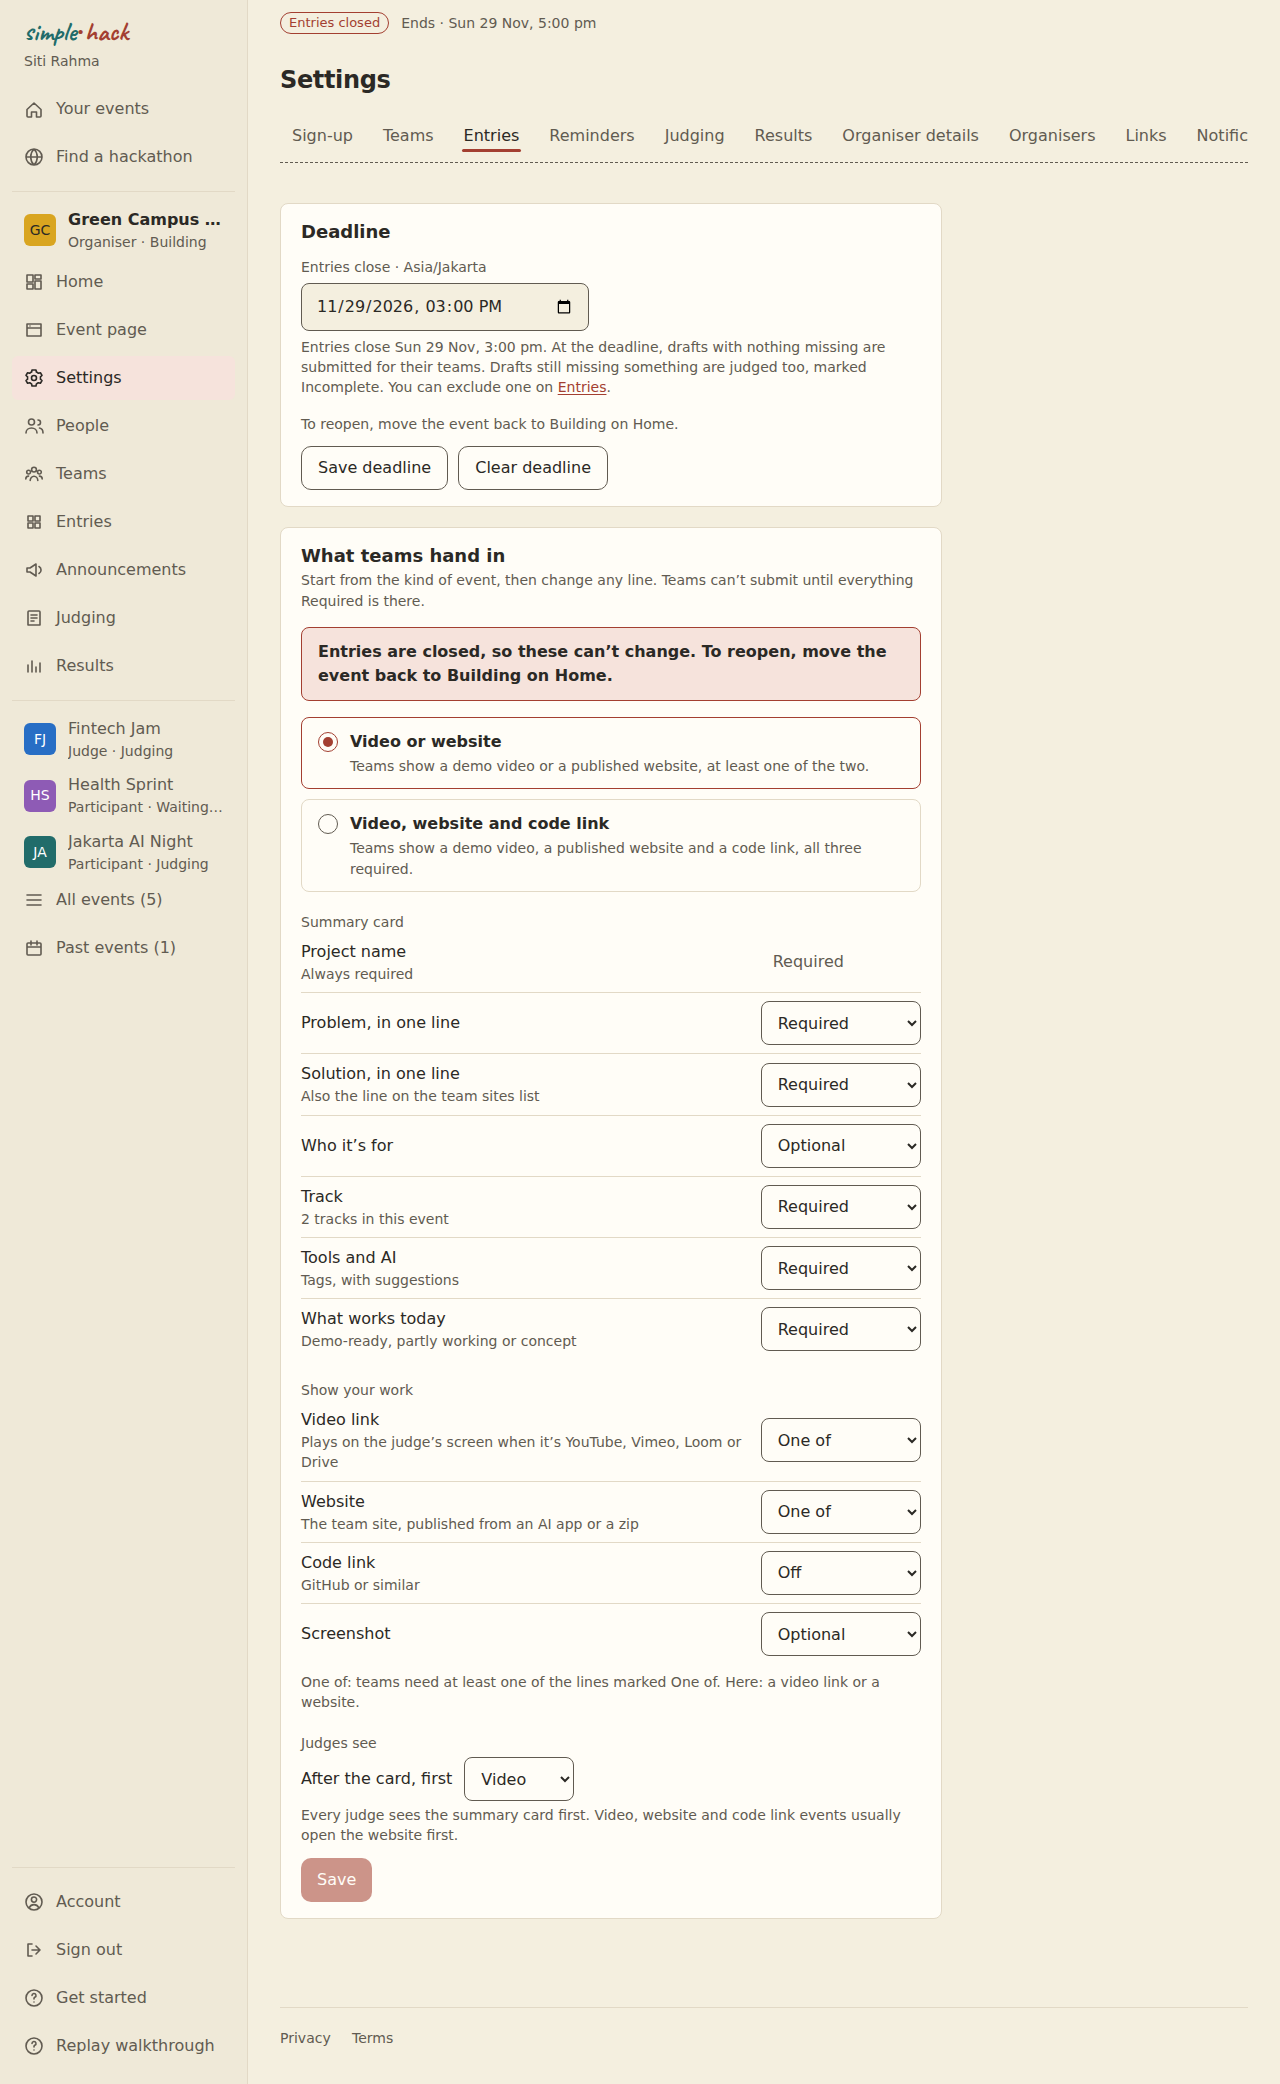 simple·hack
Siti Rahma
Your events
Find a hackathon
GC
Green Campus …
Organiser · Building
Home
Event page
Settings
People
Teams
Entries
Announcements
Judging
Results
FJ
Fintech Jam
Judge · Judging
HS
Health Sprint
Participant · Waiting…
JA
Jakarta AI Night
Participant · Judging
All events (5)
Past events (1)
Account
Sign out
Get started
Replay walkthrough
Entries closed
Ends · Sun 29 Nov, 5:00 pm
Settings
Sign-up Teams Entries Reminders Judging Results Organiser details Organisers Links Notific
Deadline
Entries close · Asia/Jakarta
11/29/2026, 03:00 PM
Entries close Sun 29 Nov, 3:00 pm. At the deadline, drafts with nothing missing are
submitted for their teams. Drafts still missing something are judged too, marked
Incomplete. You can exclude one on Entries.
To reopen, move the event back to Building on Home.
Save deadline
Clear deadline
What teams hand in
Start from the kind of event, then change any line. Teams can’t submit until everything
Required is there.
Entries are closed, so these can’t change. To reopen, move the
event back to Building on Home.
Video or website
Teams show a demo video or a published website, at least one of the two.
Video, website and code link
Teams show a demo video, a published website and a code link, all three
required.
Summary card
Project name
Always required
Required
Problem, in one line
Required
Solution, in one line
Also the line on the team sites list
Required
Who it’s for
Optional
Track
2 tracks in this event
Required
Tools and AI
Tags, with suggestions
Required
What works today
Demo-ready, partly working or concept
Required
Show your work
Video link
Plays on the judge’s screen when it’s YouTube, Vimeo, Loom or
Drive
One of
Website
The team site, published from an AI app or a zip
One of
Code link
GitHub or similar
Off
Screenshot
Optional
One of: teams need at least one of the lines marked One of. Here: a video link or a
website.
Judges see
After the card, first
Video
Every judge sees the summary card first. Video, website and code link events usually
open the website first.
Save
Privacy
Terms